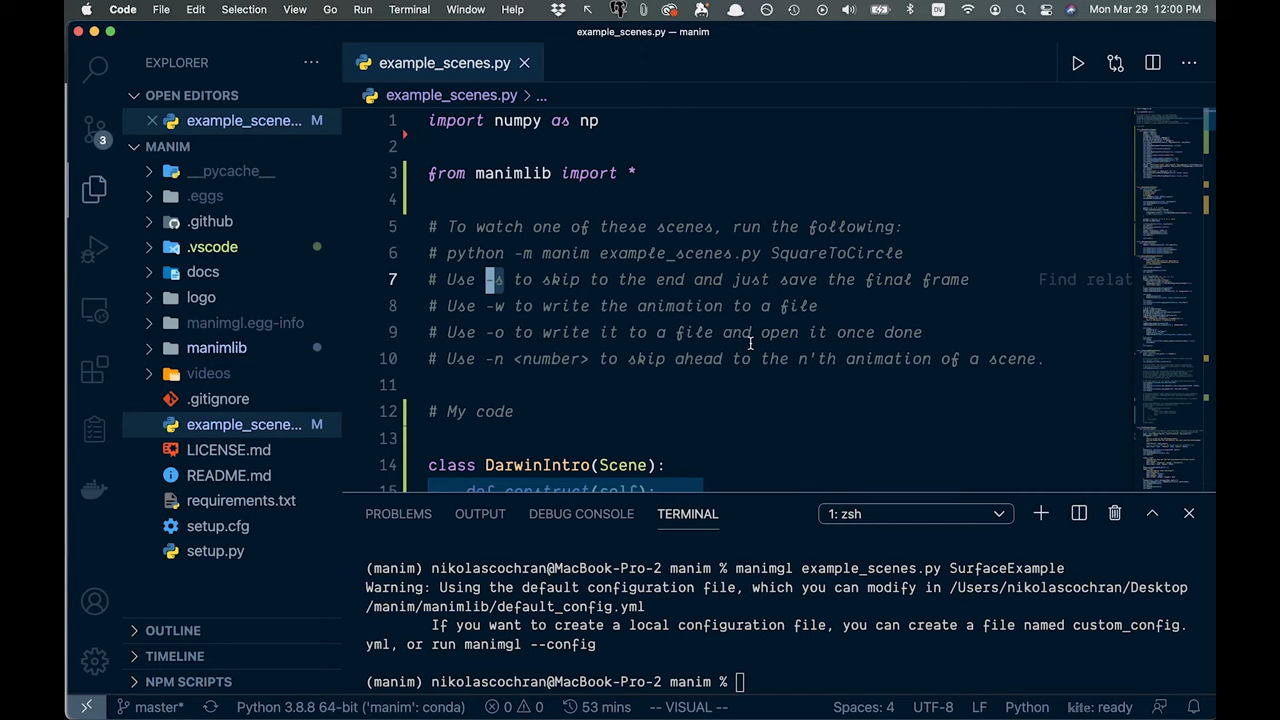 Code File Edit Selection View Go Run Terminal Window Help Mon Mar 29 12:00 PM
example_scenes.py — manim
EXPLORER
OPEN EDITORS
example_scene... M
MANIM
__pycache__
.eggs
.github
.vscode
docs
logo
manimgl.egg-info
manimlib
videos
.gitignore
example_scene... M
LICENSE.md
README.md
requirements.txt
setup.cfg
setup.py
OUTLINE
TIMELINE
NPM SCRIPTS
3
example_scenes.py
example_scenes.py > ...
1 import numpy as np
2
3 from manimlib import *
4
5 # To watch one of these scenes, run the following:
6 # python -m manim example_scenes.py SquareToCircle
7 # Use -s to skip to the end and just save the final frame Find relat
8 # Use -w to write the animation to a file
9 # Use -o to write it to a file and open it once done
10 # Use -n <number> to skip ahead to the n'th animation of a scene.
11
12 # My code
13
14 class DarwinIntro(Scene):
15 def construct(self):
PROBLEMS OUTPUT DEBUG CONSOLE TERMINAL 1: zsh
(manim) nikolascochran@MacBook-Pro-2 manim % manimgl example_scenes.py SurfaceExample
Warning: Using the default configuration file, which you can modify in /Users/nikolascochran/Desktop
/manim/manimlib/default_config.yml
If you want to create a local configuration file, you can create a file named custom_config.
yml, or run manimgl --config
(manim) nikolascochran@MacBook-Pro-2 manim %
master* Python 3.8.8 64-bit ('manim': conda) 0 0 53 mins -- VISUAL -- Spaces: 4 UTF-8 LF Python kite: ready